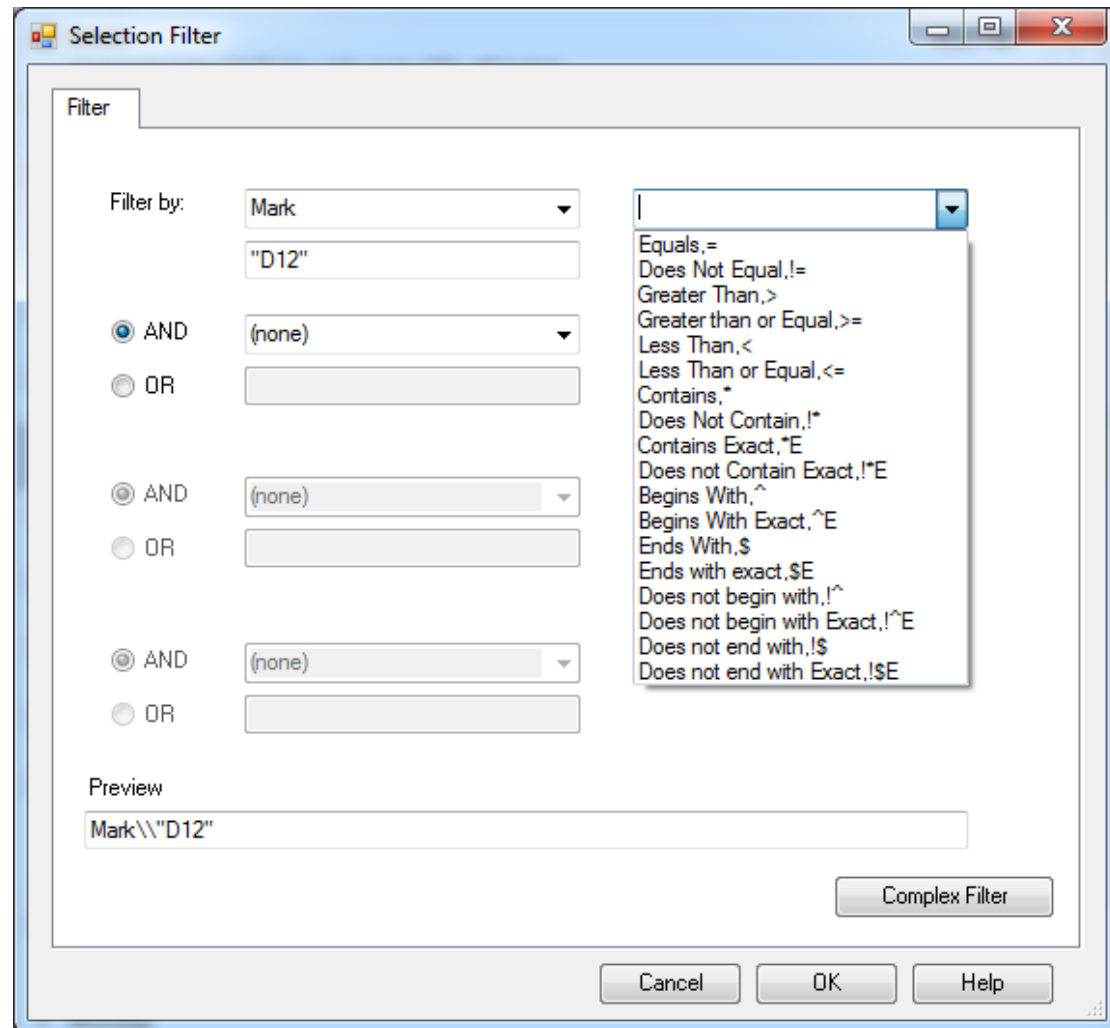 Selection Filter
Filter
Filter by:
Mark
"D12"
AND
(none)
OR
AND
(none)
OR
AND
(none)
OR
Equals,=
Does Not Equal,!=
Greater Than,>
Greater than or Equal,>=
Less Than,<
Less Than or Equal,<=
Contains,*
Does Not Contain,!*
Contains Exact,*E
Does not Contain Exact,!*E
Begins With,^
Begins With Exact,^E
Ends With,$
Ends with exact,$E
Does not begin with,!^
Does not begin with Exact,!^E
Does not end with,!$
Does not end with Exact,!$E
Preview
Mark\\"D12"
Complex Filter
Cancel
OK
Help